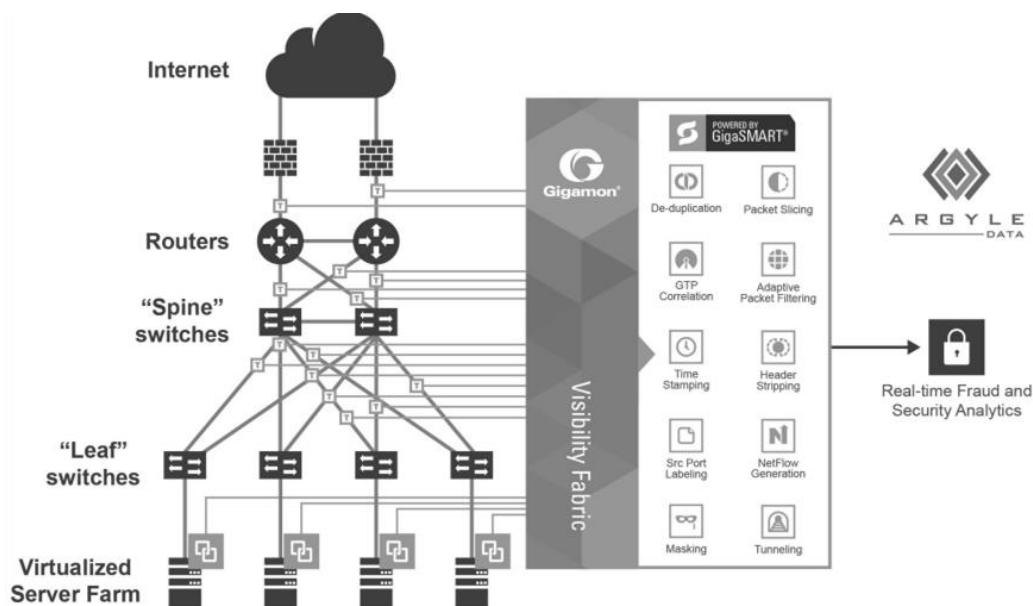 Internet
Routers
“Spine”
switches
“Leaf”
switches
Virtualized
Server Farm
T
T
T
T
T
T
T
T
T
T
T
T
T
T
Gigamon®
Visibility Fabric
POWERED BY
GigaSMART®
De-duplication
Packet Slicing
GTP
Correlation
Adaptive
Packet Filtering
Time
Stamping
Header
Stripping
Src Port
Labeling
NetFlow
Generation
Masking
Tunneling
ARGYLE
DATA
Real-time Fraud and
Security Analytics